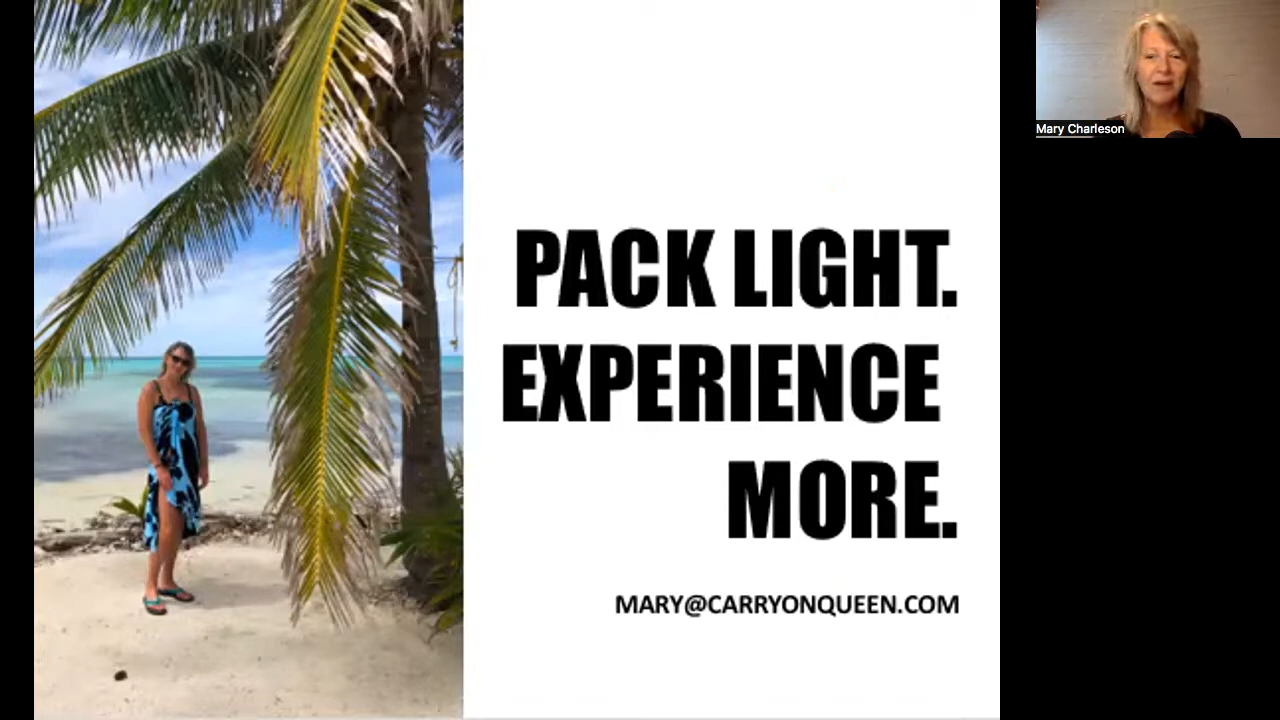 PACK LIGHT.
EXPERIENCE
MORE.
MARY@CARRYONQUEEN.COM
Mary Charleson